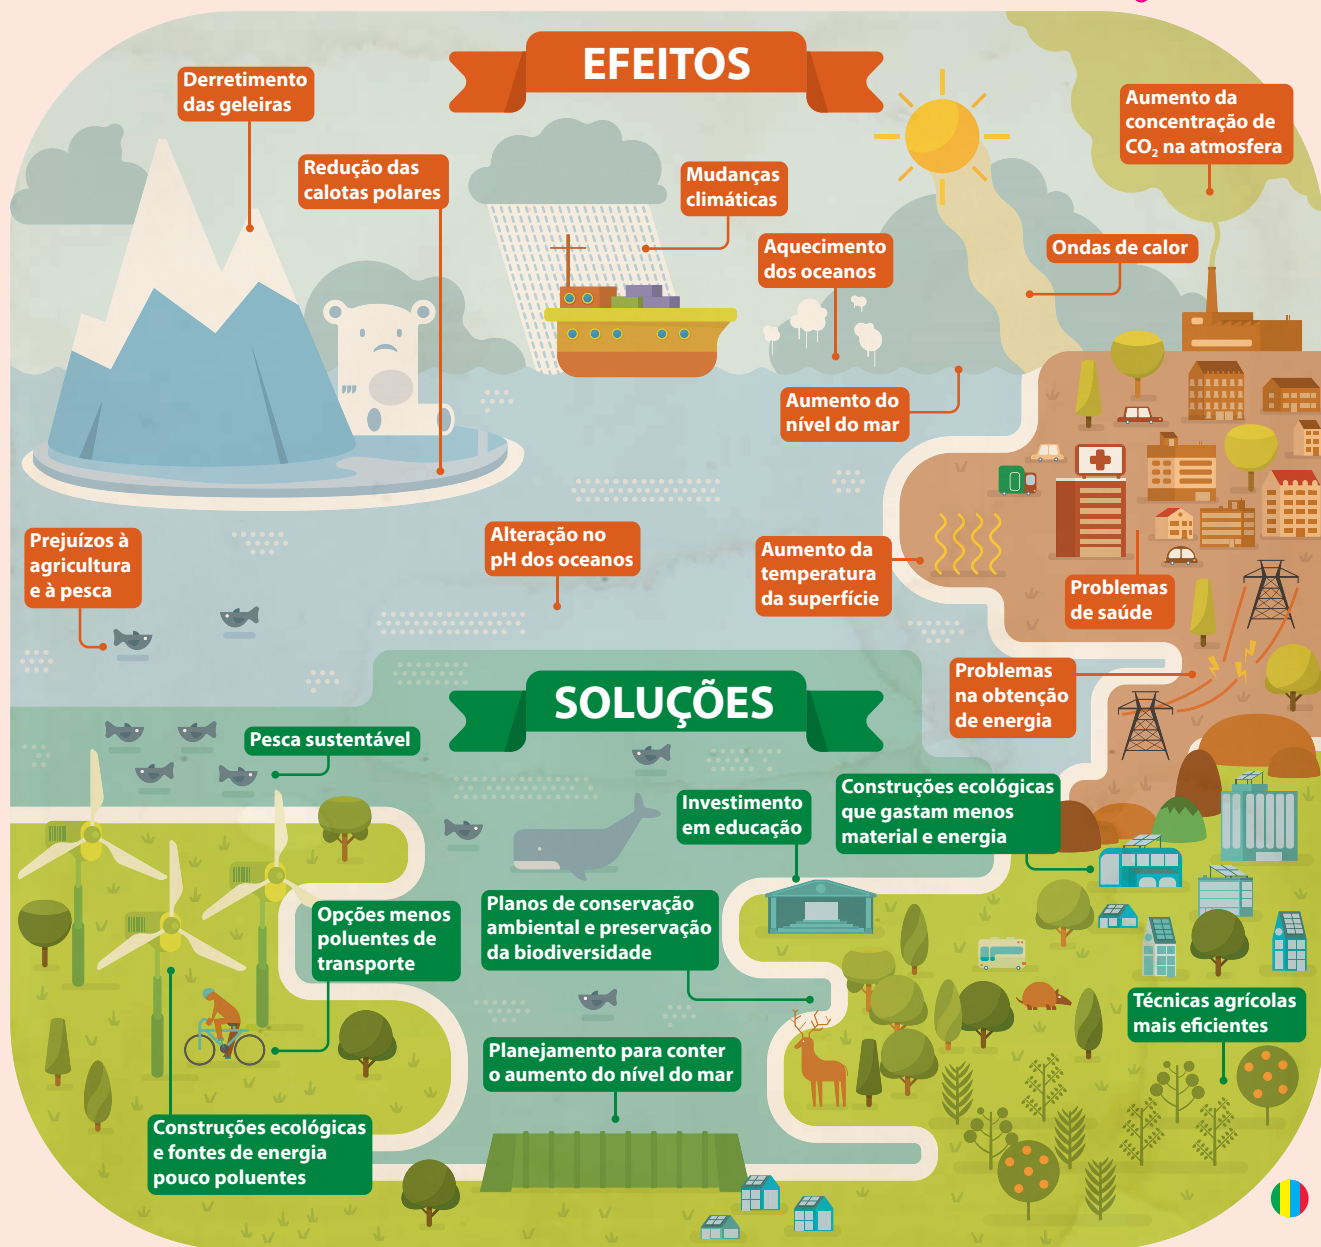 EFEITOS
Derretimento
das geleiras
Redução das
calotas polares
Mudanças
climáticas
Aquecimento
dos oceanos
Aumento da
concentração de
CO₂ na atmosfera
Ondas de calor
Aumento do
nível do mar
Prejuízos à
agricultura
e à pesca
Alteração no
pH dos oceanos
Aumento da
temperatura
da superfície
Problemas
de saúde
Problemas
na obtenção
de energia
SOLUÇÕES
Pesca sustentável
Investimento
em educação
Construções ecológicas
que gastam menos
material e energia
Opções menos
poluentes de
transporte
Planos de conservação
ambiental e preservação
da biodiversidade
Técnicas agrícolas
mais eficientes
Planejamento para conter
o aumento do nível do mar
Construções ecológicas
e fontes de energia
pouco poluentes